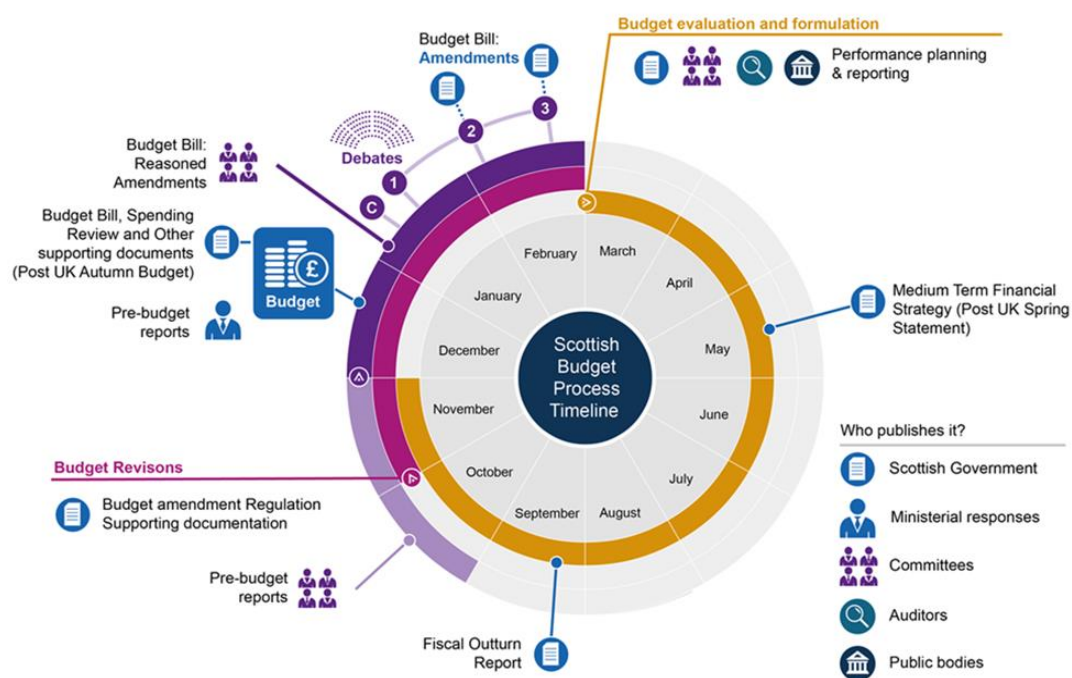 Budget evaluation and formulation
Performance planning
& reporting
Budget Bill:
Amendments
3
2
Debates
1
C
Budget Bill:
Reasoned
Amendments
Budget Bill, Spending
Review and Other
supporting documents
(Post UK Autumn Budget)
£
Budget
Pre-budget
reports
February
March
January
April
December
May
November
June
October
July
September
August
Scottish
Budget
Process
Timeline
Medium Term Financial
Strategy (Post UK Spring
Statement)
Budget Revisons
Budget amendment Regulation
Supporting documentation
Pre-budget
reports
Fiscal Outturn
Report
Who publishes it?
Scottish Government
Ministerial responses
Committees
Auditors
Public bodies